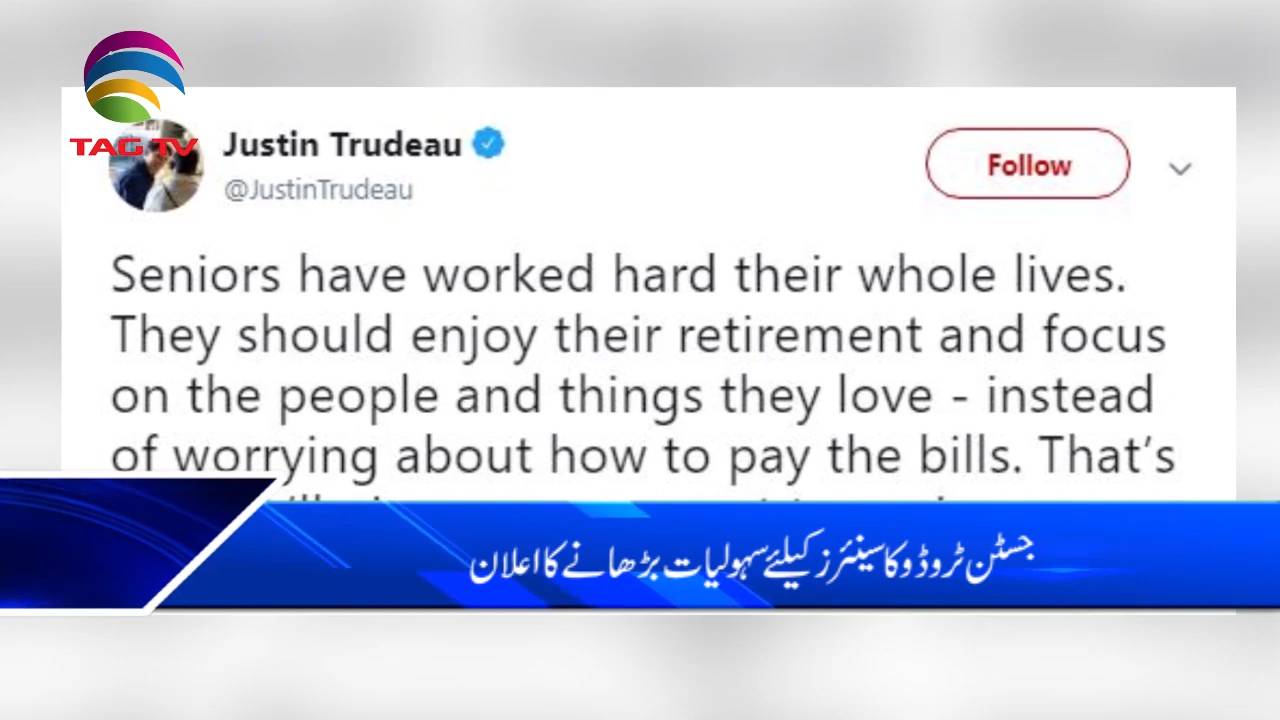 TAG TV
Justin Trudeau
@JustinTrudeau
Follow
Seniors have worked hard their whole lives.
They should enjoy their retirement and focus
on the people and things they love - instead
of worrying about how to pay the bills. That's
جسٹن ٹروڈو کا سینئرز کیلئے سہولیات بڑھانے کا اعلان